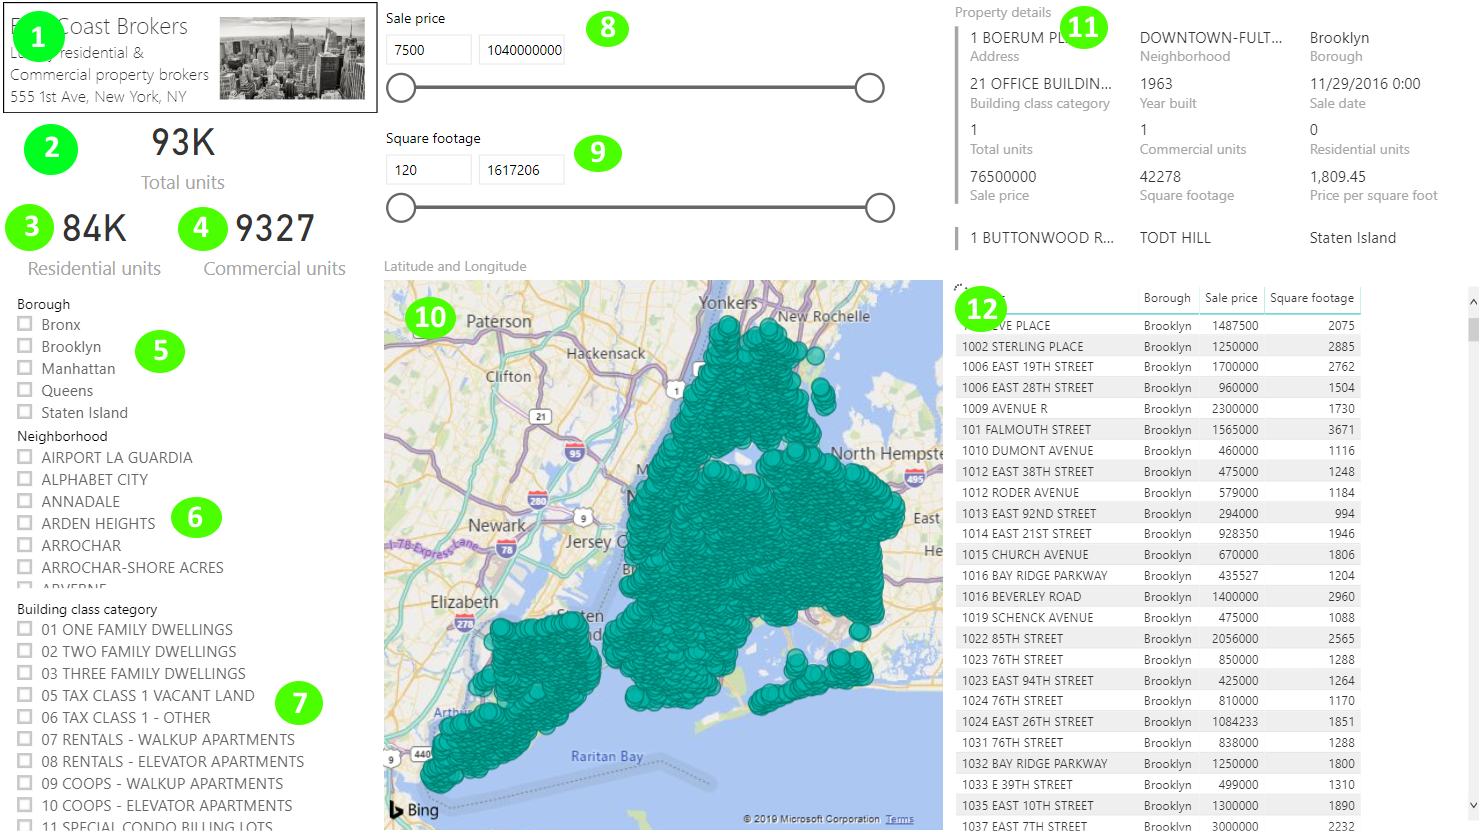 1
Coast Brokers
residential &
Commercial property brokers
555 1st Ave, New York, NY
2
93K
Total units
3
84K
Residential units
4
9327
Commercial units
Borough
Bronx
Brooklyn
Manhattan
Queens
Staten Island
5
Neighborhood
AIRPORT LA GUARDIA
ALPHABET CITY
ANNADALE
ARDEN HEIGHTS
ARROCHAR
ARROCHAR-SHORE ACRES
ARVERNE
6
Building class category
01 ONE FAMILY DWELLINGS
02 TWO FAMILY DWELLINGS
03 THREE FAMILY DWELLINGS
05 TAX CLASS 1 VACANT LAND
06 TAX CLASS 1 - OTHER
07 RENTALS - WALKUP APARTMENTS
08 RENTALS - ELEVATOR APARTMENTS
09 COOPS - WALKUP APARTMENTS
10 COOPS - ELEVATOR APARTMENTS
11 SPECIAL CONDO BILLING LOTS
7
Sale price
7500 1040000000
8
Square footage
120 1617206
9
Latitude and Longitude
10
Yonkers
New Rochelle
Paterson
Hackensack
Clifton
1
21
95
North Hempste
495
280
9
East
Newark
I-78 Express Lane
78
Jersey C
He
Elizabeth
278
Staten
Arthu
440
9
Raritan Bay
Bing
© 2019 Microsoft Corporation Terms
Property details
11
1 BOERUM PL DOWNTOWN-FULT... Brooklyn
Address Neighborhood Borough
21 OFFICE BUILDIN... 1963 11/29/2016 0:00
Building class category Year built Sale date
1 1 0
Total units Commercial units Residential units
76500000 42278 1,809.45
Sale price Square footage Price per square foot
1 BUTTONWOOD R... TODT HILL Staten Island
12
Borough Sale price Square footage
PLACE Brooklyn 1487500 2075
1002 STERLING PLACE Brooklyn 1250000 2885
1006 EAST 19TH STREET Brooklyn 1700000 2762
1006 EAST 28TH STREET Brooklyn 960000 1504
1009 AVENUE R Brooklyn 2300000 1730
101 FALMOUTH STREET Brooklyn 1565000 3671
1010 DUMONT AVENUE Brooklyn 460000 1116
1012 EAST 38TH STREET Brooklyn 475000 1248
1012 RODER AVENUE Brooklyn 579000 1184
1013 EAST 92ND STREET Brooklyn 294000 994
1014 EAST 21ST STREET Brooklyn 928350 1946
1015 CHURCH AVENUE Brooklyn 670000 1806
1016 BAY RIDGE PARKWAY Brooklyn 435527 1204
1016 BEVERLEY ROAD Brooklyn 1400000 2960
1019 SCHENCK AVENUE Brooklyn 475000 1088
1022 85TH STREET Brooklyn 2056000 2565
1023 76TH STREET Brooklyn 850000 1288
1023 EAST 94TH STREET Brooklyn 425000 1264
1024 76TH STREET Brooklyn 810000 1170
1024 EAST 26TH STREET Brooklyn 1084233 1851
1031 76TH STREET Brooklyn 838000 1288
1032 BAY RIDGE PARKWAY Brooklyn 1250000 1800
1033 E 39TH STREET Brooklyn 499000 1310
1035 EAST 10TH STREET Brooklyn 1300000 1890
1037 EAST 7TH STREET Brooklyn 3000000 2232